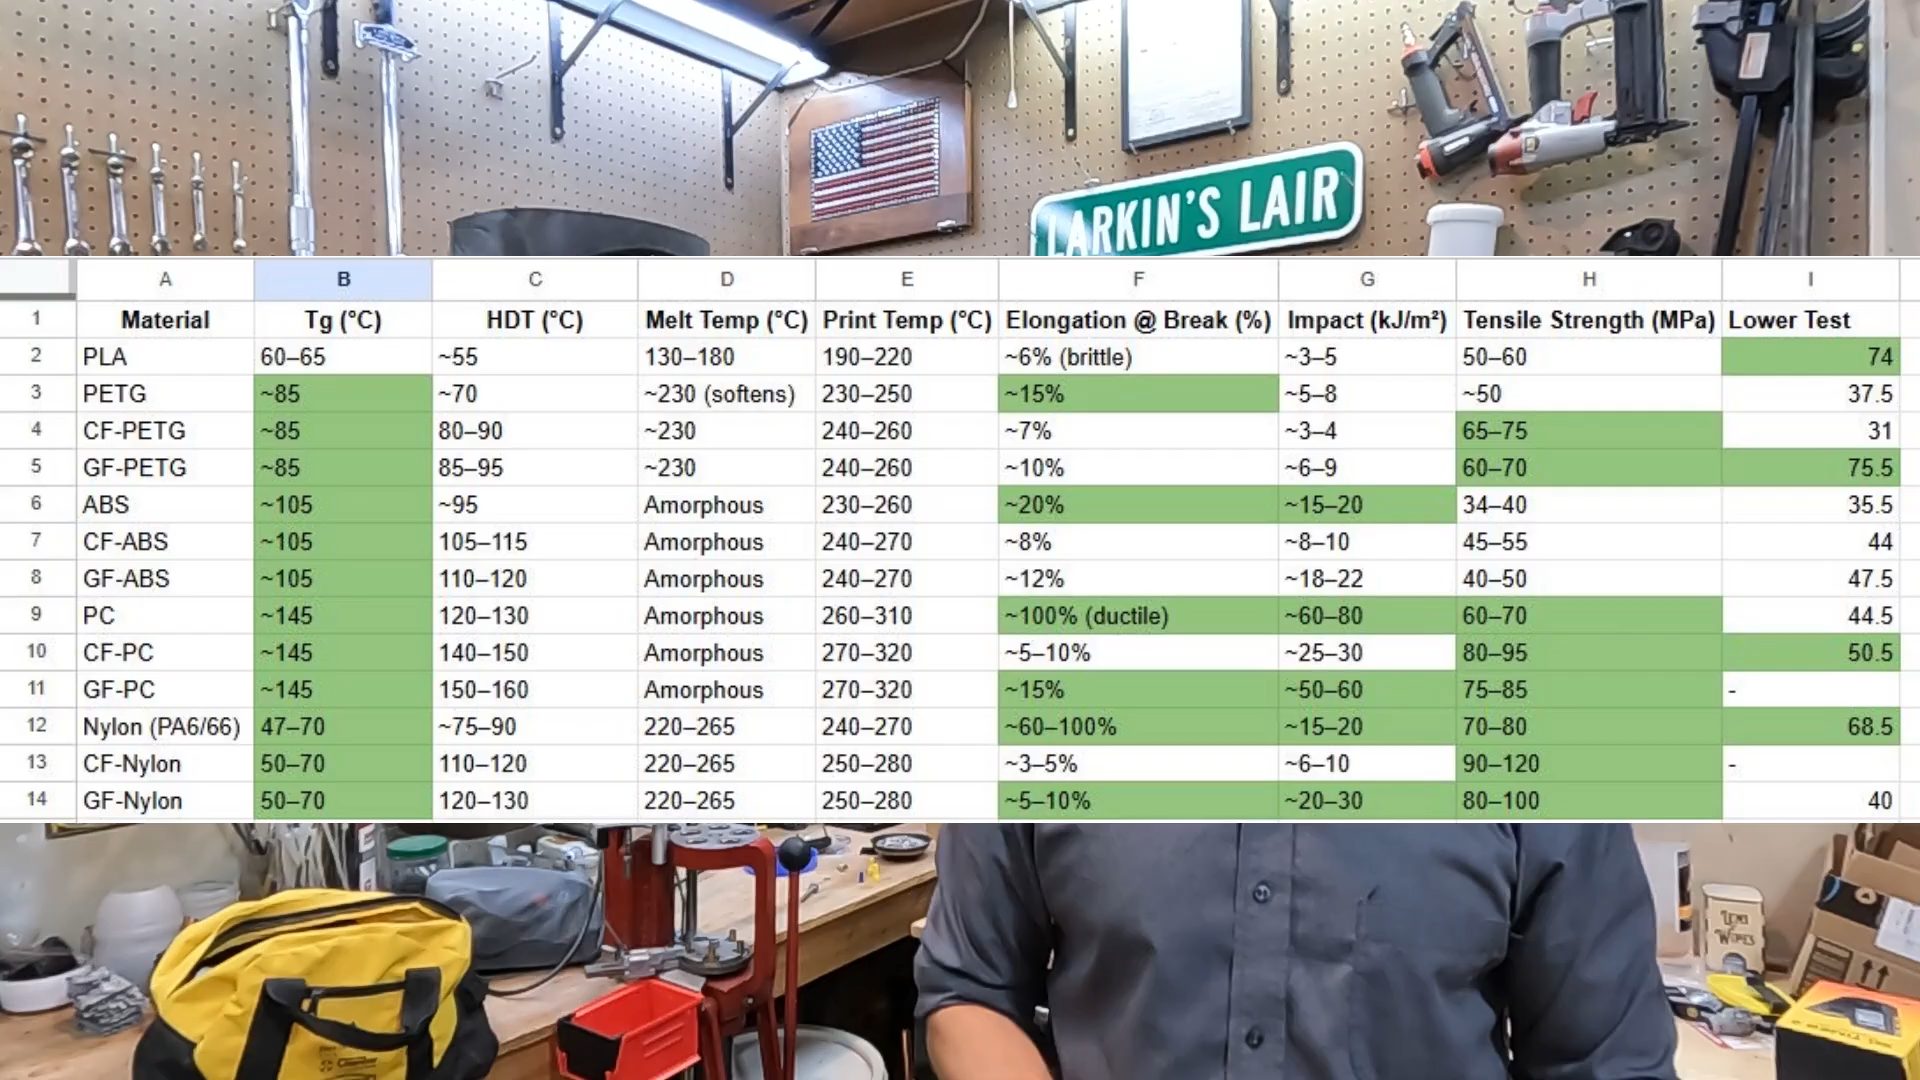 LARKIN'S LAIR
A B C D E F G H I
1 Material Tg (°C) HDT (°C) Melt Temp (°C) Print Temp (°C) Elongation @ Break (%) Impact (kJ/m²) Tensile Strength (MPa) Lower Test
2 PLA 60–65 ~55 130–180 190–220 ~6% (brittle) ~3–5 50–60 74
3 PETG ~85 ~70 ~230 (softens) 230–250 ~15% ~5–8 ~50 37.5
4 CF-PETG ~85 80–90 ~230 240–260 ~7% ~3–4 65–75 31
5 GF-PETG ~85 85–95 ~230 240–260 ~10% ~6–9 60–70 75.5
6 ABS ~105 ~95 Amorphous 230–260 ~20% ~15–20 34–40 35.5
7 CF-ABS ~105 105–115 Amorphous 240–270 ~8% ~8–10 45–55 44
8 GF-ABS ~105 110–120 Amorphous 240–270 ~12% ~18–22 40–50 47.5
9 PC ~145 120–130 Amorphous 260–310 ~100% (ductile) ~60–80 60–70 44.5
10 CF-PC ~145 140–150 Amorphous 270–320 ~5–10% ~25–30 80–95 50.5
11 GF-PC ~145 150–160 Amorphous 270–320 ~15% ~50–60 75–85 -
12 Nylon (PA6/66) 47–70 ~75–90 220–265 240–270 ~60–100% ~15–20 70–80 68.5
13 CF-Nylon 50–70 110–120 220–265 250–280 ~3–5% ~6–10 90–120 -
14 GF-Nylon 50–70 120–130 220–265 250–280 ~5–10% ~20–30 80–100 40
LENS
WIPES